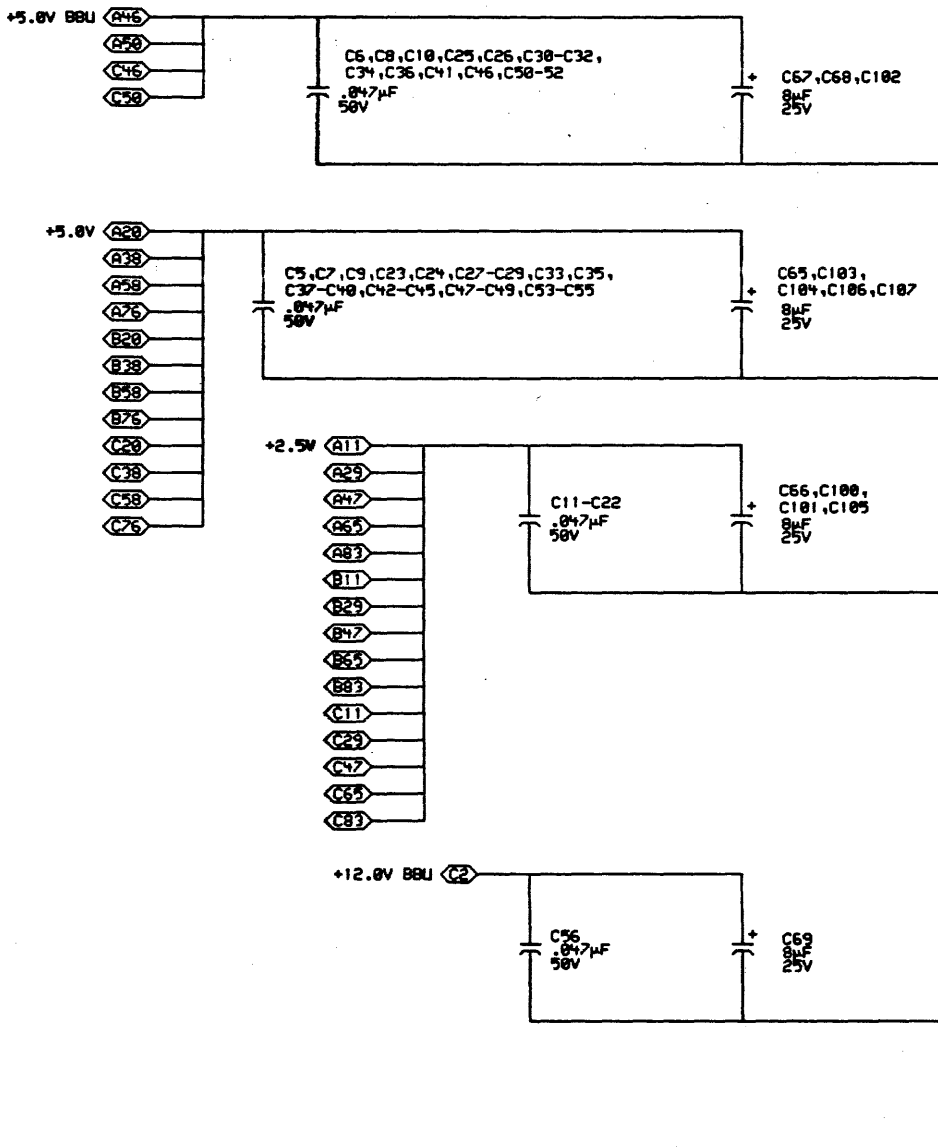 +5.0V BBU A46
A50
C46
C50
C6,C8,C10,C25,C26,C30-C32,
C34,C36,C41,C46,C50-52
.047µF
50V
+
C67,C68,C102
8µF
25V
+5.0V A20
A38
A58
A76
B20
B38
B58
B76
C20
C38
C58
C76
C5,C7,C9,C23,C24,C27-C29,C33,C35,
C37-C40,C42-C45,C47-C49,C53-C55
.047µF
50V
+
C65,C103,
C104,C106,C107
8µF
25V
+2.5V A11
A29
A47
A65
A83
B11
B29
B47
B65
B83
C11
C29
C47
C65
C83
C11-C22
.047µF
50V
+
C66,C100,
C101,C105
8µF
25V
+12.0V BBU C2
C56
.047µF
50V
+
C69
8µF
25V